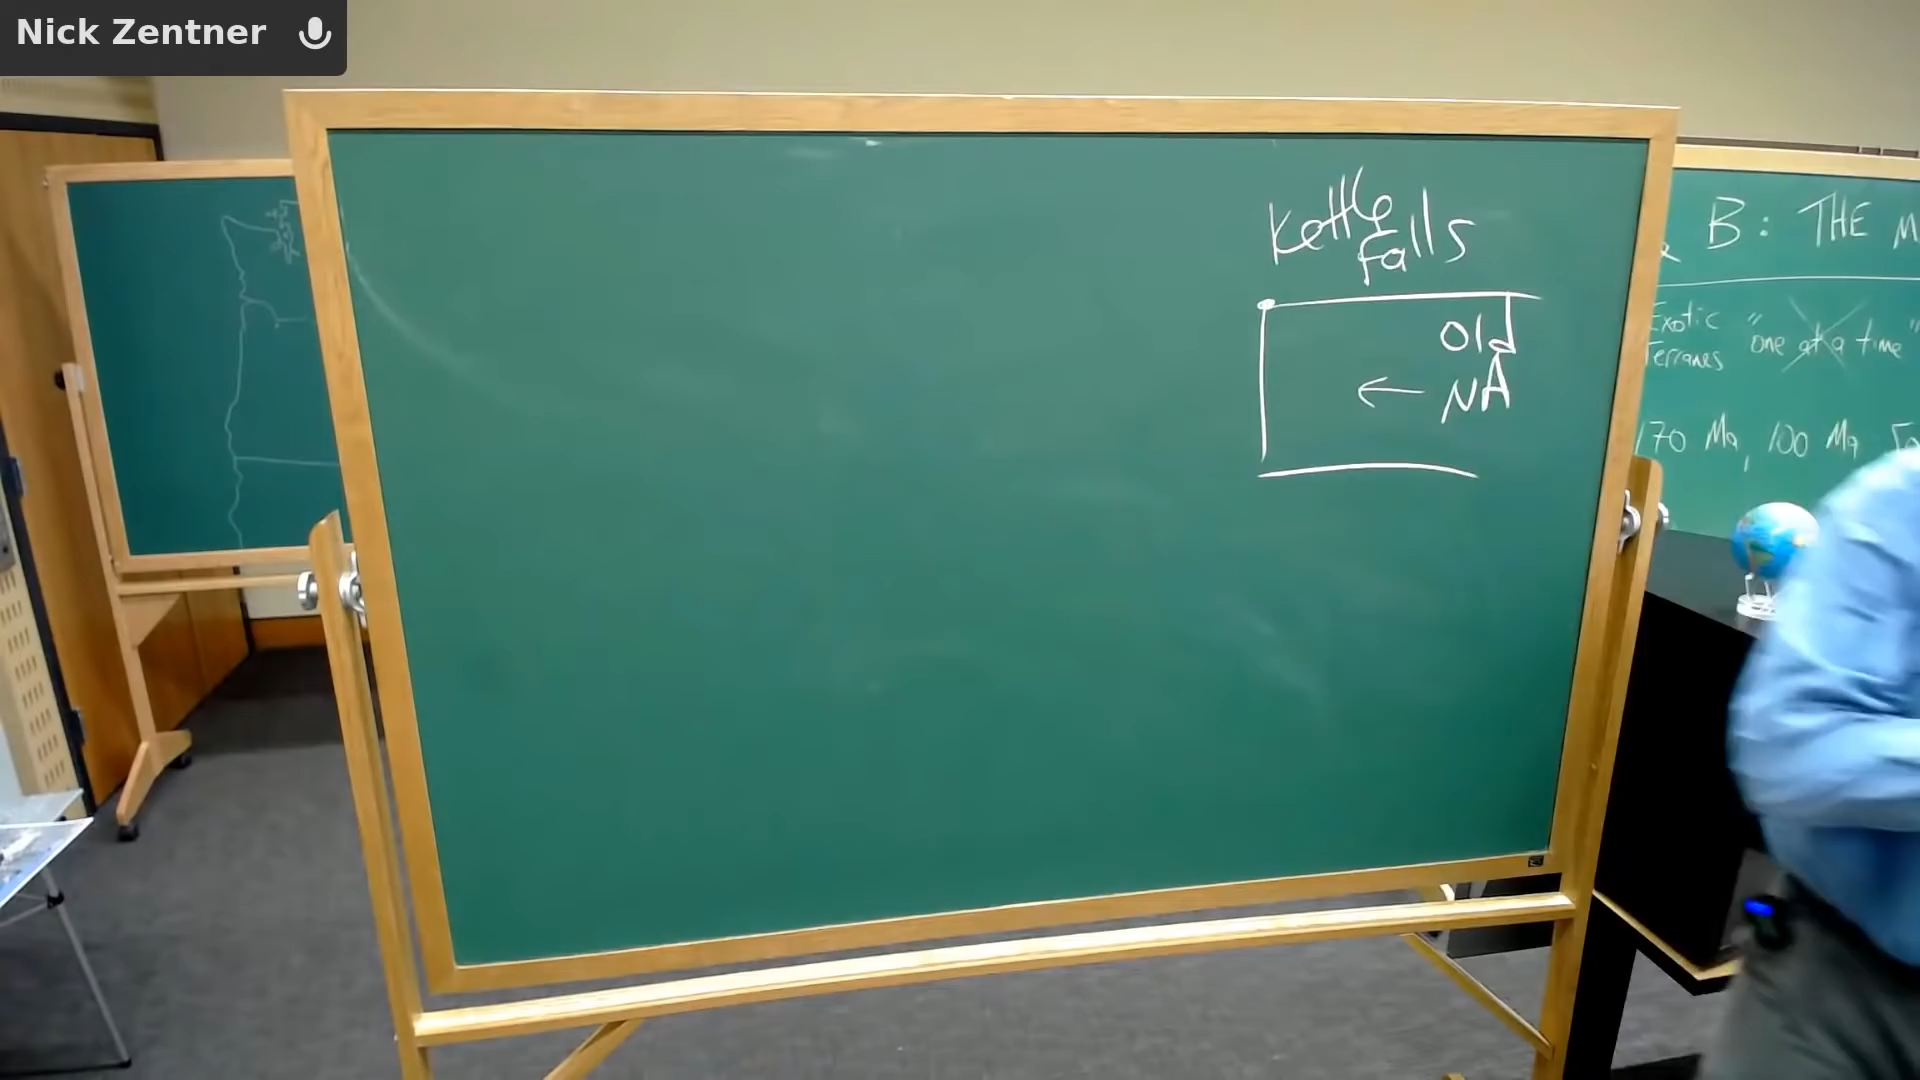 Nick Zentner
Kettle
falls
Old
← NA
B: THE M
Exotic "one at a time"
Terranes
170 Ma, 100 Ma